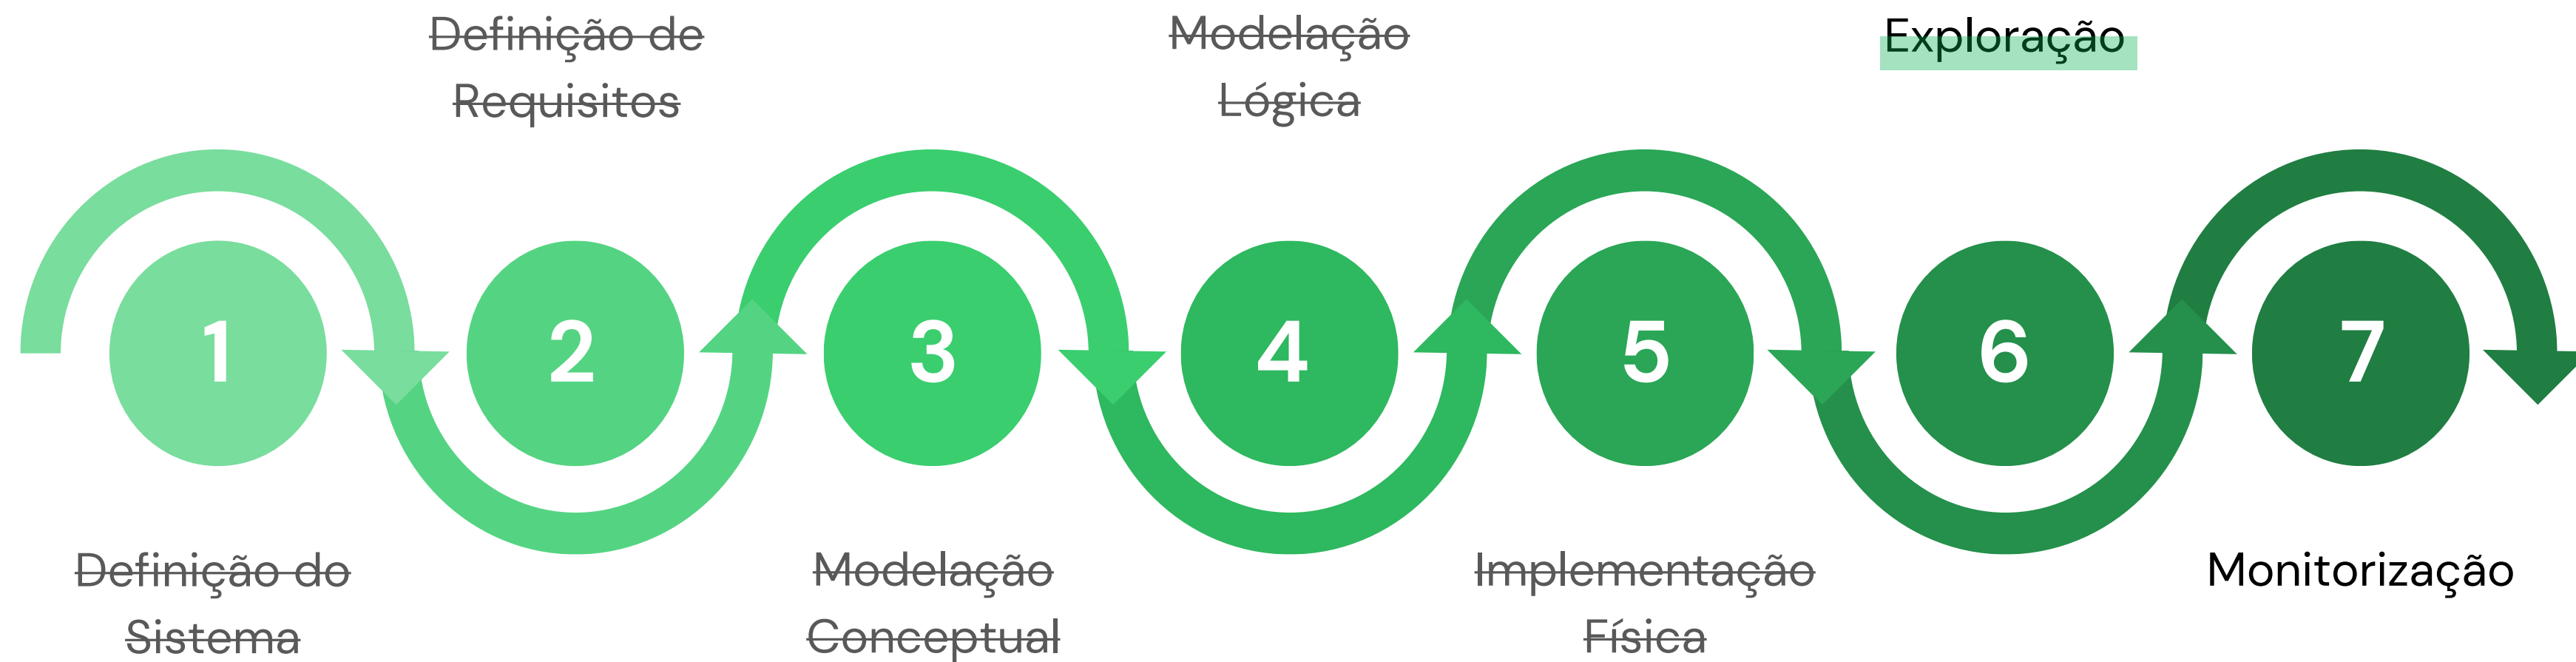 Definição de
Requisitos
Modelação
Lógica
Exploração
1
2
3
4
5
6
7
Definição do
Sistema
Modelação
Conceptual
Implementação
Física
Monitorização